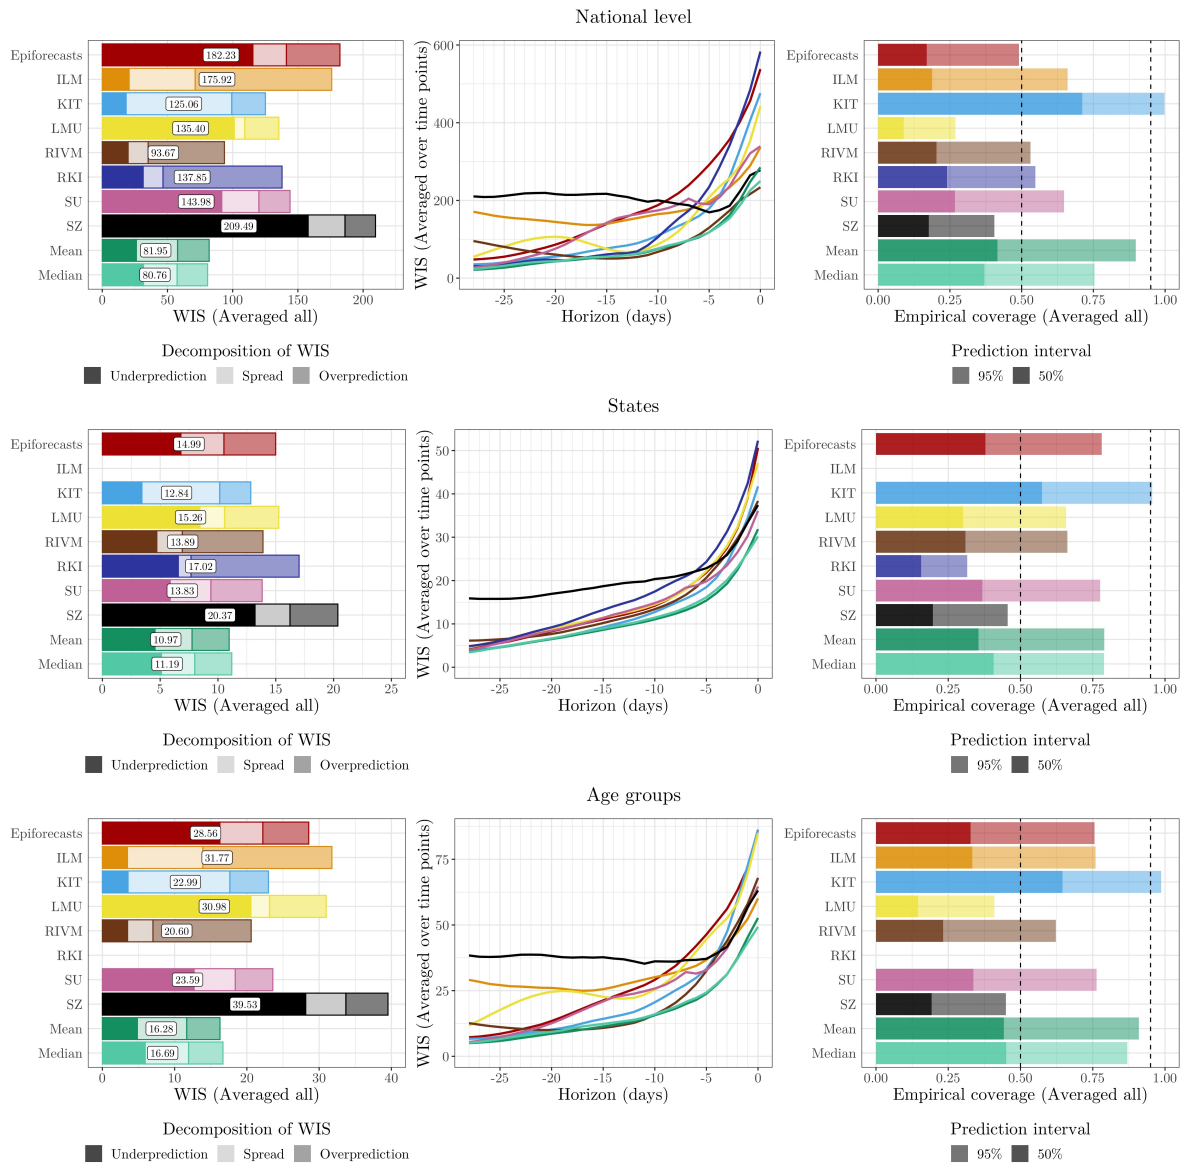 National level
Epiforecasts
ILM
KIT
LMU
RIVM
RKI
SU
SZ
Mean
Median
182.23
175.92
125.06
135.40
93.67
137.85
143.98
209.49
81.95
80.76
0 50 100 150 200
WIS (Averaged all)
Decomposition of WIS
Underprediction Spread Overprediction
WIS (Averaged over time points)
600
400
200
0
-25 -20 -15 -10 -5 0
Horizon (days)
Epiforecasts
ILM
KIT
LMU
RIVM
RKI
SU
SZ
Mean
Median
0.00 0.25 0.50 0.75 1.00
Empirical coverage (Averaged all)
Prediction interval
95% 50%
States
Epiforecasts
ILM
KIT
LMU
RIVM
RKI
SU
SZ
Mean
Median
14.99
12.84
15.26
13.89
17.02
13.83
20.37
10.97
11.19
0 5 10 15 20 25
WIS (Averaged all)
Decomposition of WIS
Underprediction Spread Overprediction
WIS (Averaged over time points)
50
40
30
20
10
0
-25 -20 -15 -10 -5 0
Horizon (days)
Epiforecasts
ILM
KIT
LMU
RIVM
RKI
SU
SZ
Mean
Median
0.00 0.25 0.50 0.75 1.00
Empirical coverage (Averaged all)
Prediction interval
95% 50%
Age groups
Epiforecasts
ILM
KIT
LMU
RIVM
RKI
SU
SZ
Mean
Median
28.56
31.77
22.99
30.98
20.60
23.59
39.53
16.28
16.69
0 10 20 30 40
WIS (Averaged all)
Decomposition of WIS
Underprediction Spread Overprediction
WIS (Averaged over time points)
75
50
25
0
-25 -20 -15 -10 -5 0
Horizon (days)
Epiforecasts
ILM
KIT
LMU
RIVM
RKI
SU
SZ
Mean
Median
0.00 0.25 0.50 0.75 1.00
Empirical coverage (Averaged all)
Prediction interval
95% 50%